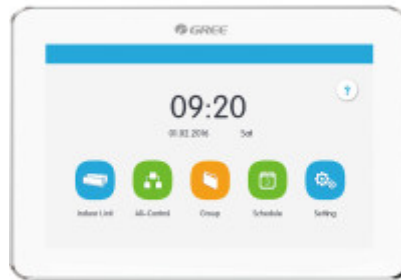 GREE
?
09:20
01.02.2016 Sat
Indoor Unit All-Control Group Schedule Setting